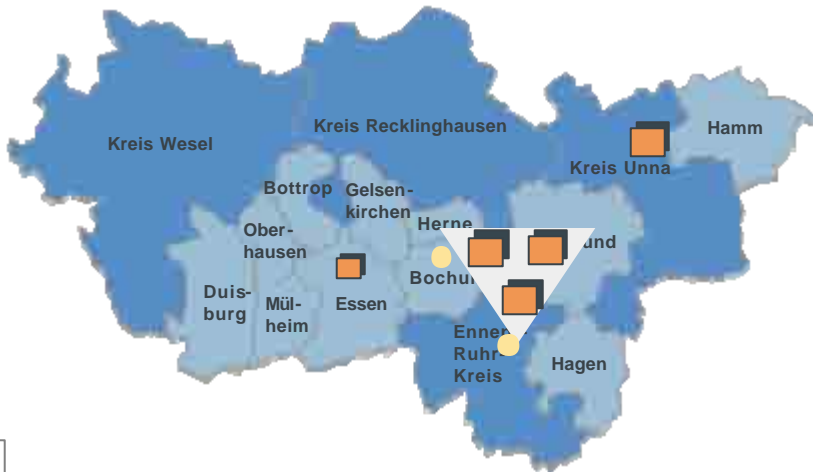 Kreis Wesel
Kreis Recklinghausen
Hamm
Kreis Unna
Bottrop
Gelsen-
kirchen
Herne
Ober-
hausen
und
Bochu
Duis-
burg
Mül-
heim
Essen
Ennep
Ruhr-
Kreis
Hagen